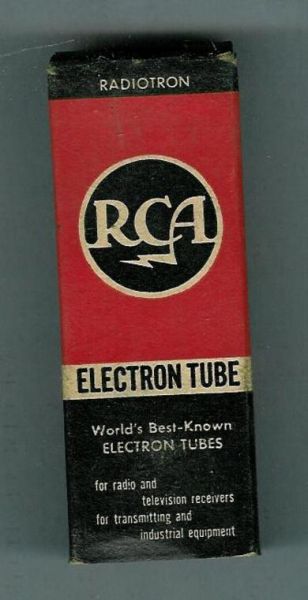 RADIOTRON
RCA
ELECTRON TUBE
World's Best-Known
ELECTRON TUBES
for radio and
television receivers
for transmitting and
industrial equipment